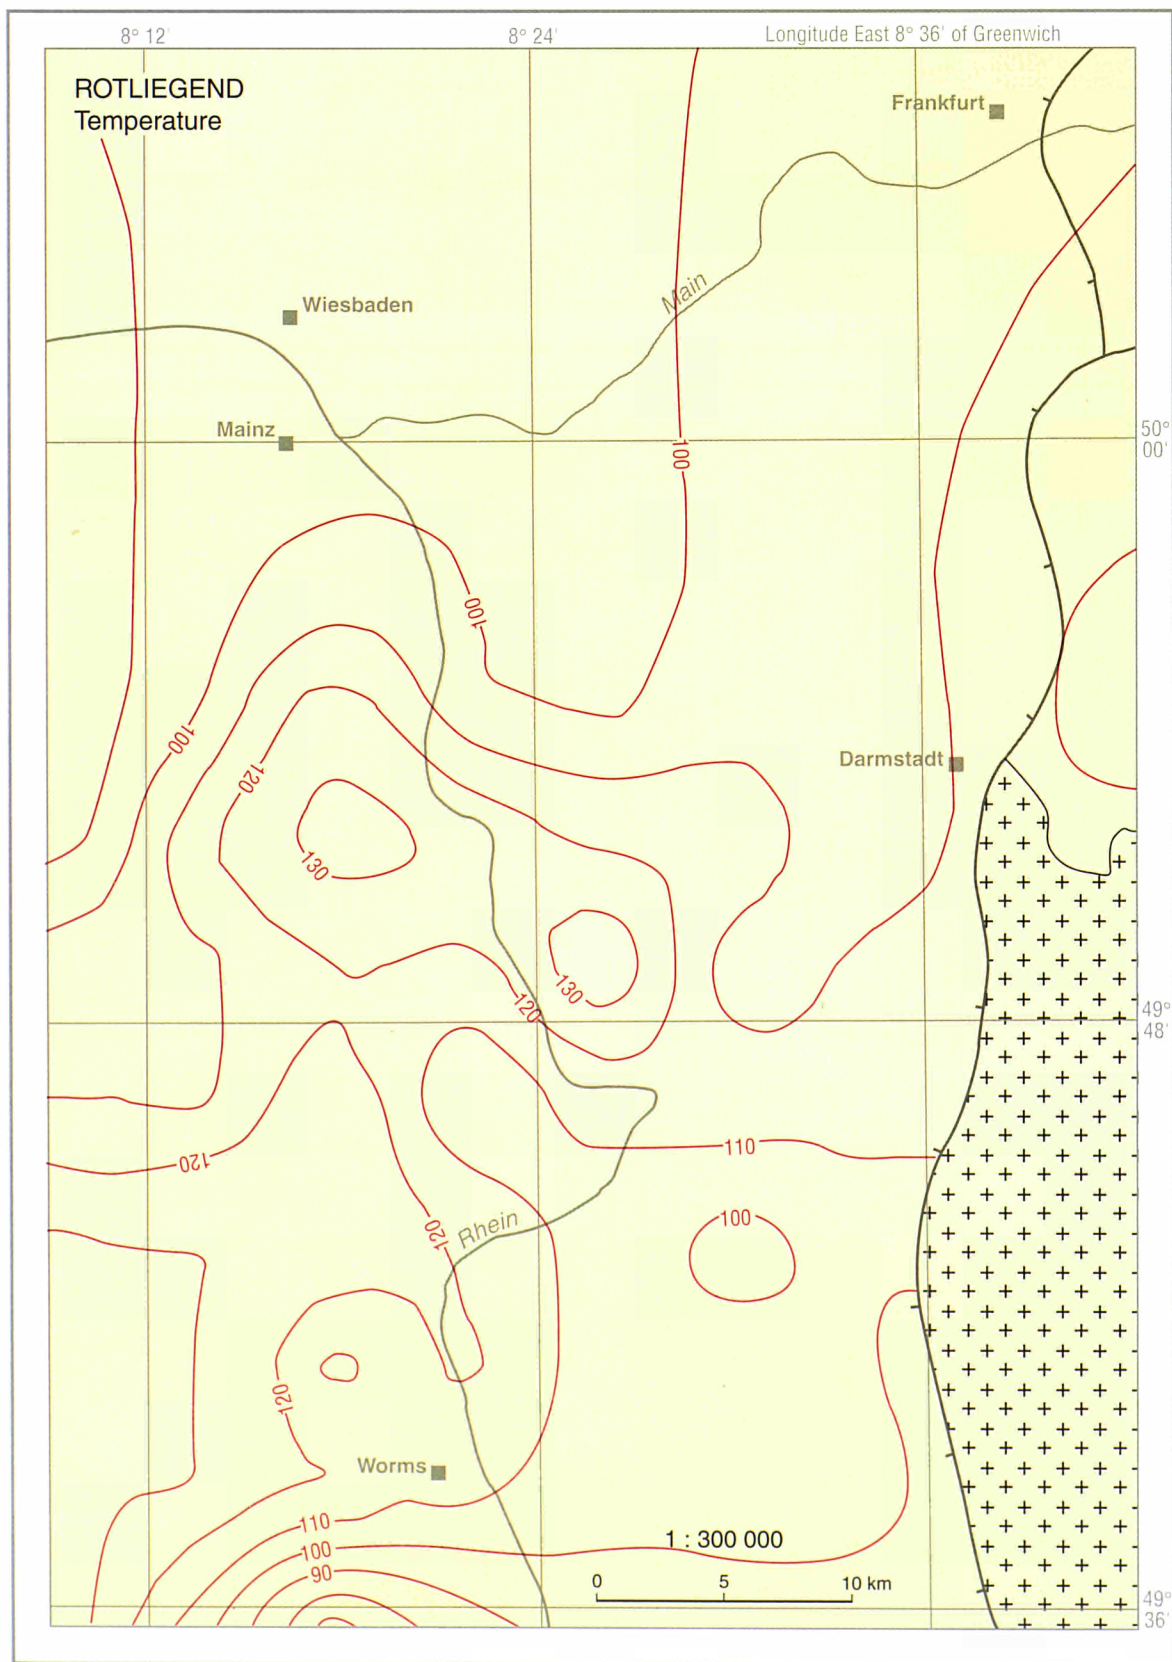 8° 12'
8° 24'
Longitude East 8° 36' of Greenwich
ROTLIEGEND
Temperature
Frankfurt
Main
Wiesbaden
Mainz
50°
00'
100
100
100
120
Darmstadt
130
130
120
49°
48'
110
120
100
120
Rhein
120
Worms
110
100
90
1 : 300 000
0 5 10 km
49°
36'